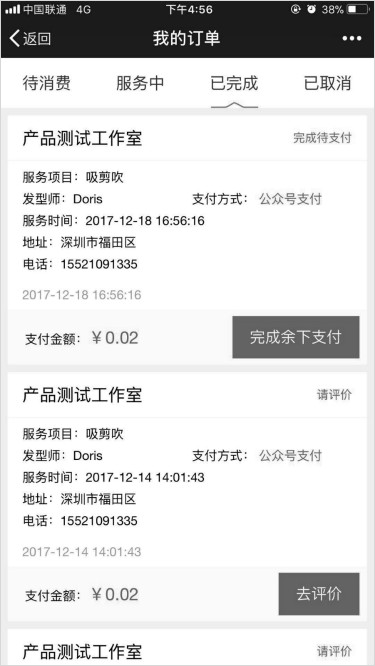 中国联通 4G 下午4:56 38%
返回 我的订单
待消费 服务中 已完成 已取消
产品测试工作室 完成待支付
服务项目：吸剪吹
发型师：Doris 支付方式： 公众号支付
服务时间：2017-12-18 16:56:16
地址：深圳市福田区
电话：15521091335
2017-12-18 16:56:16
支付金额：￥0.02 完成余下支付
产品测试工作室 请评价
服务项目：吸剪吹
发型师：Doris 支付方式： 公众号支付
服务时间：2017-12-14 14:01:43
地址：深圳市福田区
电话：15521091335
2017-12-14 14:01:43
支付金额：￥0.02 去评价
产品测试工作室 请评价